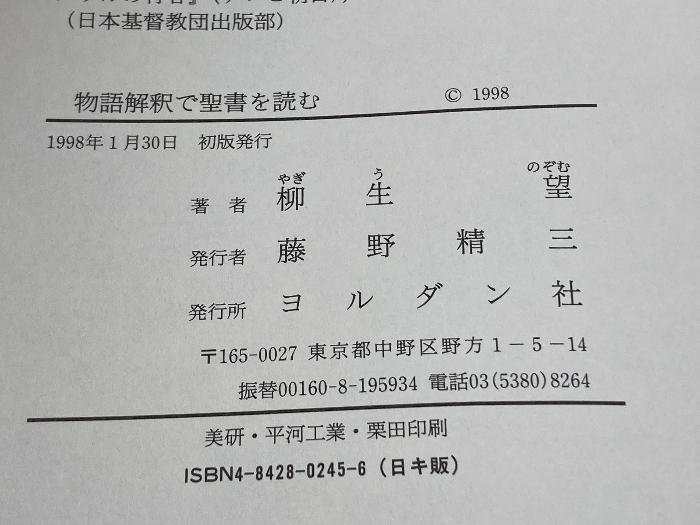 (日本基督教団出版部)
物語解釈で聖書を読む © 1998
1998年1月30日 初版発行
やぎ う のぞむ
著者 柳生 望
発行者 藤野精三
発行所 ヨルダン社
〒165-0027 東京都中野区野方1-5-14
振替00160-8-195934 電話03(5380)8264
美研・平河工業・栗田印刷
ISBN4-8428-0245-6(日キ販)